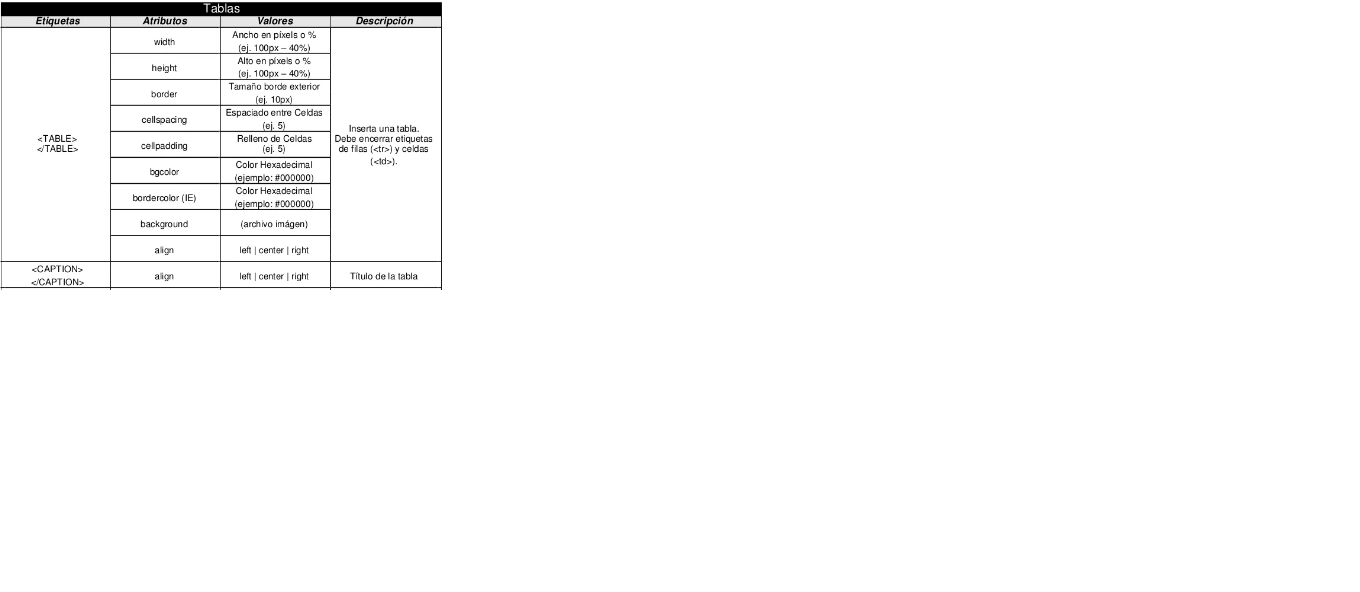 Tablas
Etiquetas Atributos Valores Descripción
<TABLE>
</TABLE>
width
Ancho en píxels o %
(ej. 100px – 40%)
height
Alto en píxels o %
(ej. 100px – 40%)
border
Tamaño borde exterior
(ej. 10px)
cellspacing
Espaciado entre Celdas
(ej. 5)
cellpadding
Relleno de Celdas
(ej. 5)
bgcolor
Color Hexadecimal
(ejemplo: #000000)
bordercolor (IE)
Color Hexadecimal
(ejemplo: #000000)
background
(archivo imágen)
align
left | center | right
Inserta una tabla.
Debe encerrar etiquetas
de filas (<tr>) y celdas
(<td>).
<CAPTION>
</CAPTION>
align
left | center | right
Título de la tabla